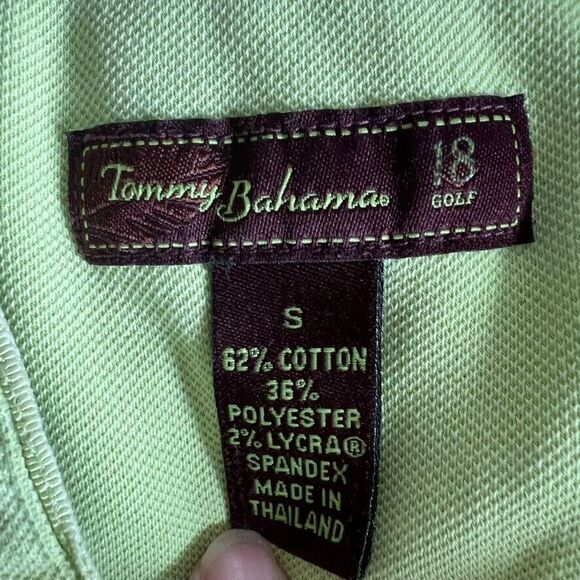 Tommy Bahama® 18
GOLF
S
62% COTTON
36%
POLYESTER
2% LYCRA®
SPANDEX
MADE IN
THAILAND